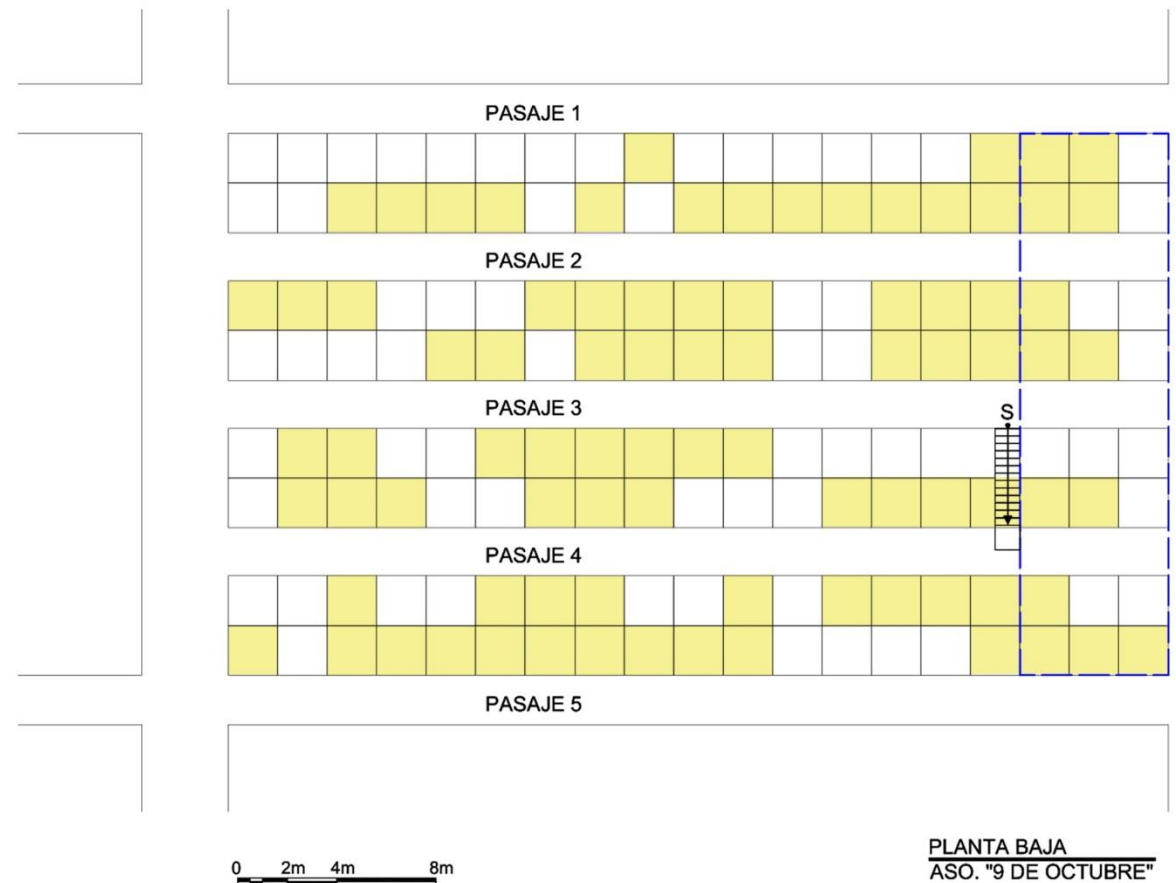 PASAJE 1
PASAJE 2
PASAJE 3
S
PASAJE 4
PASAJE 5
0 2m 4m 8m
PLANTA BAJA
ASO. "9 DE OCTUBRE"